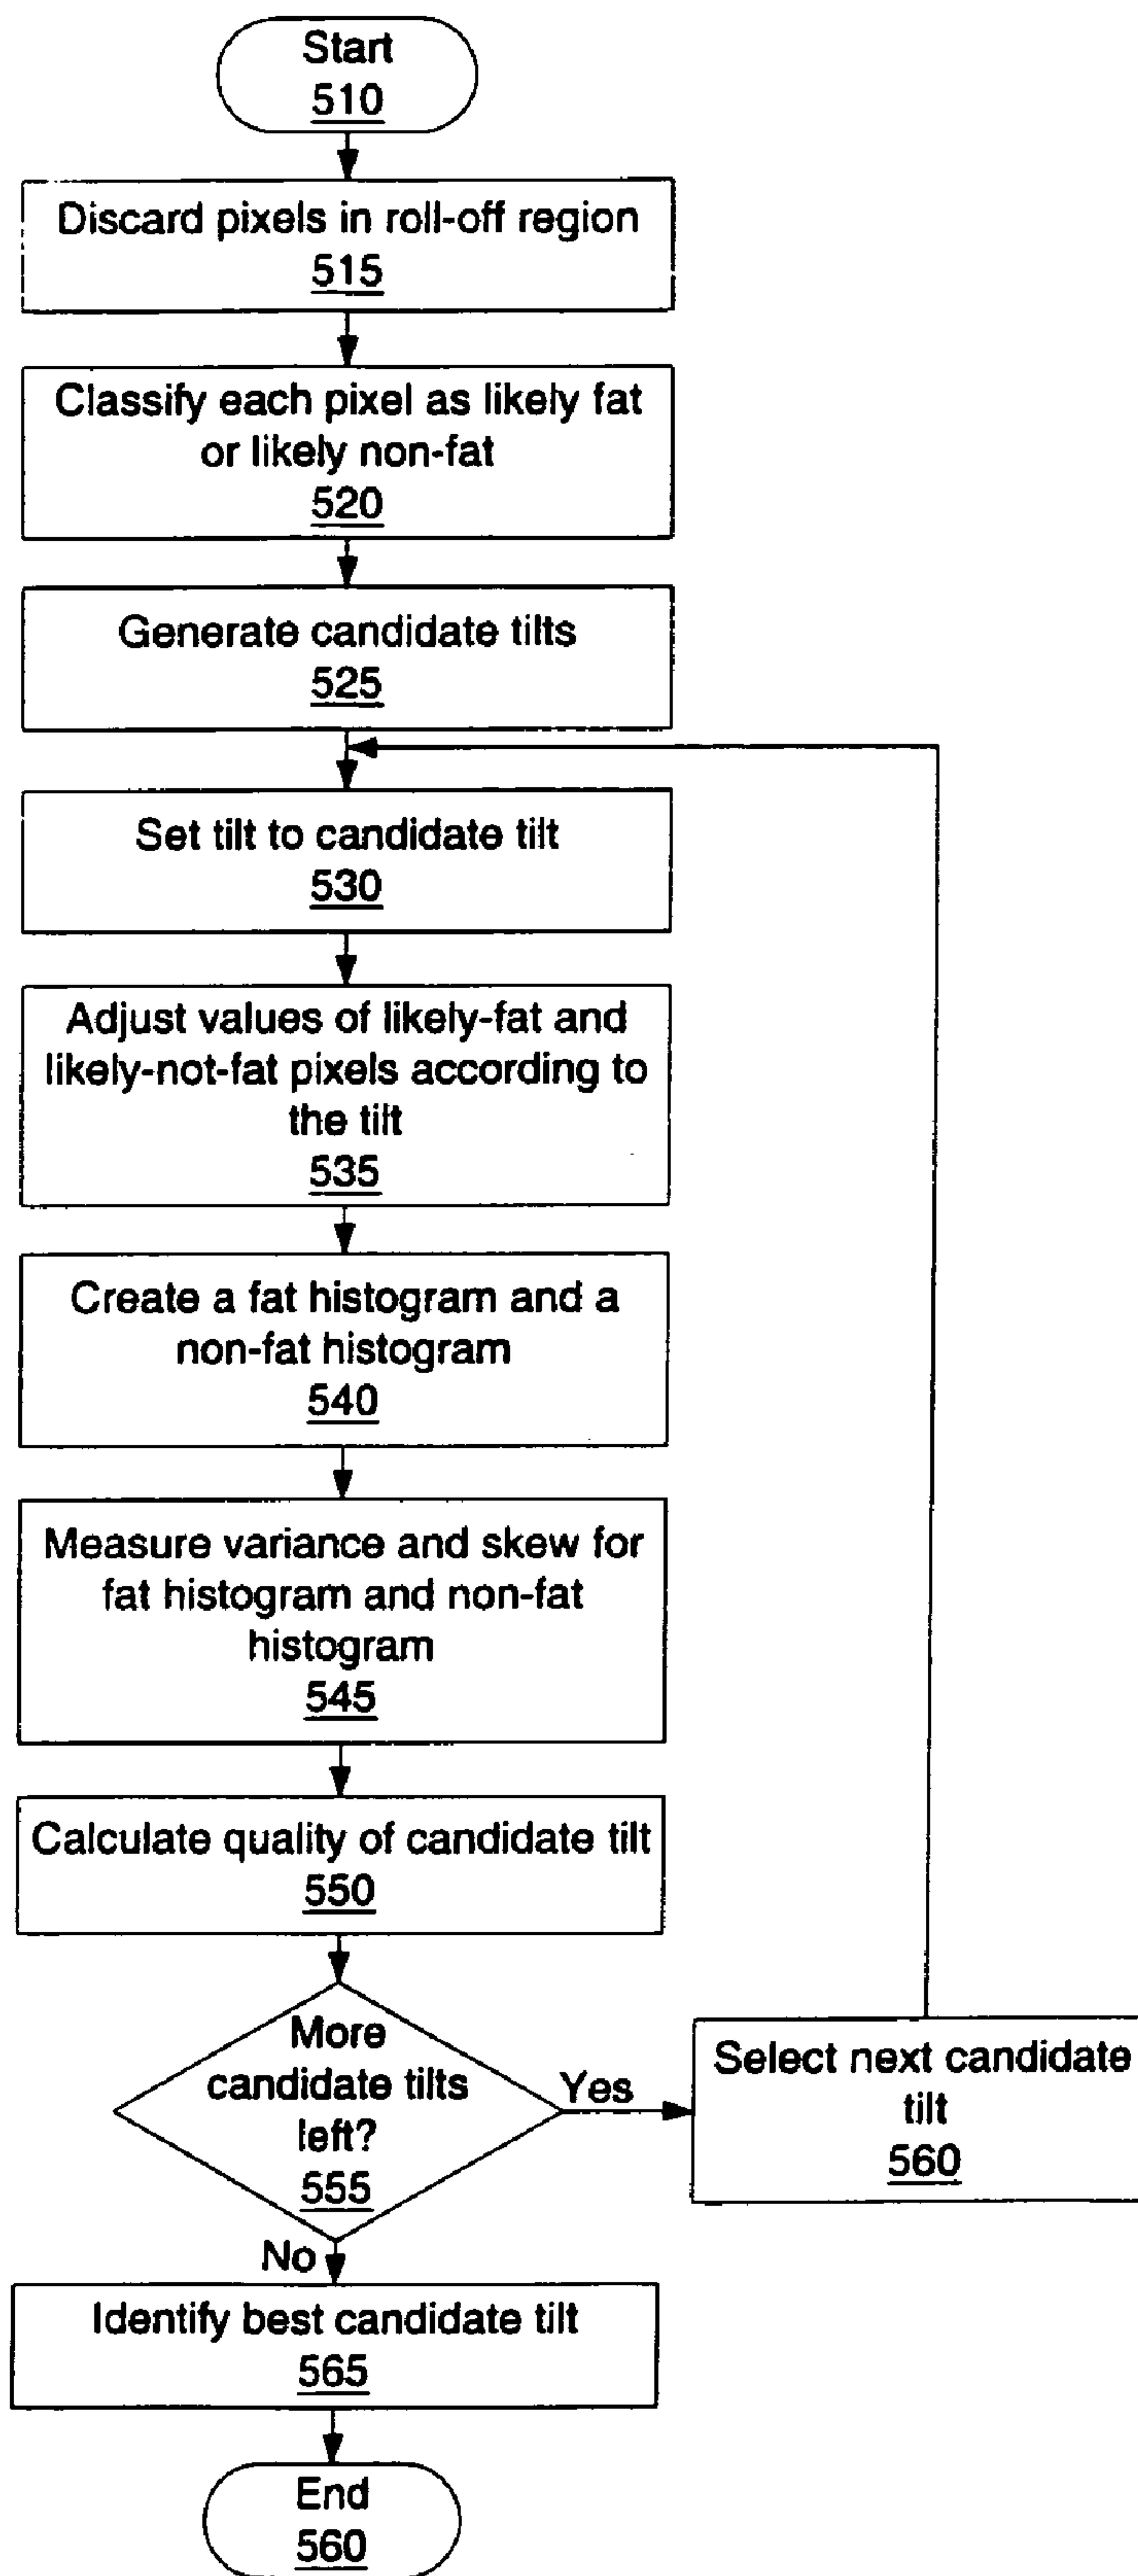 Start
510
Discard pixels in roll-off region
515
Classify each pixel as likely fat
or likely non-fat
520
Generate candidate tilts
525
Set tilt to candidate tilt
530
Adjust values of likely-fat and
likely-not-fat pixels according to
the tilt
535
Create a fat histogram and a
non-fat histogram
540
Measure variance and skew for
fat histogram and non-fat
histogram
545
Calculate quality of candidate tilt
550
More
candidate tilts
left?
555
Yes
Select next candidate
tilt
560
No
Identify best candidate tilt
565
End
560